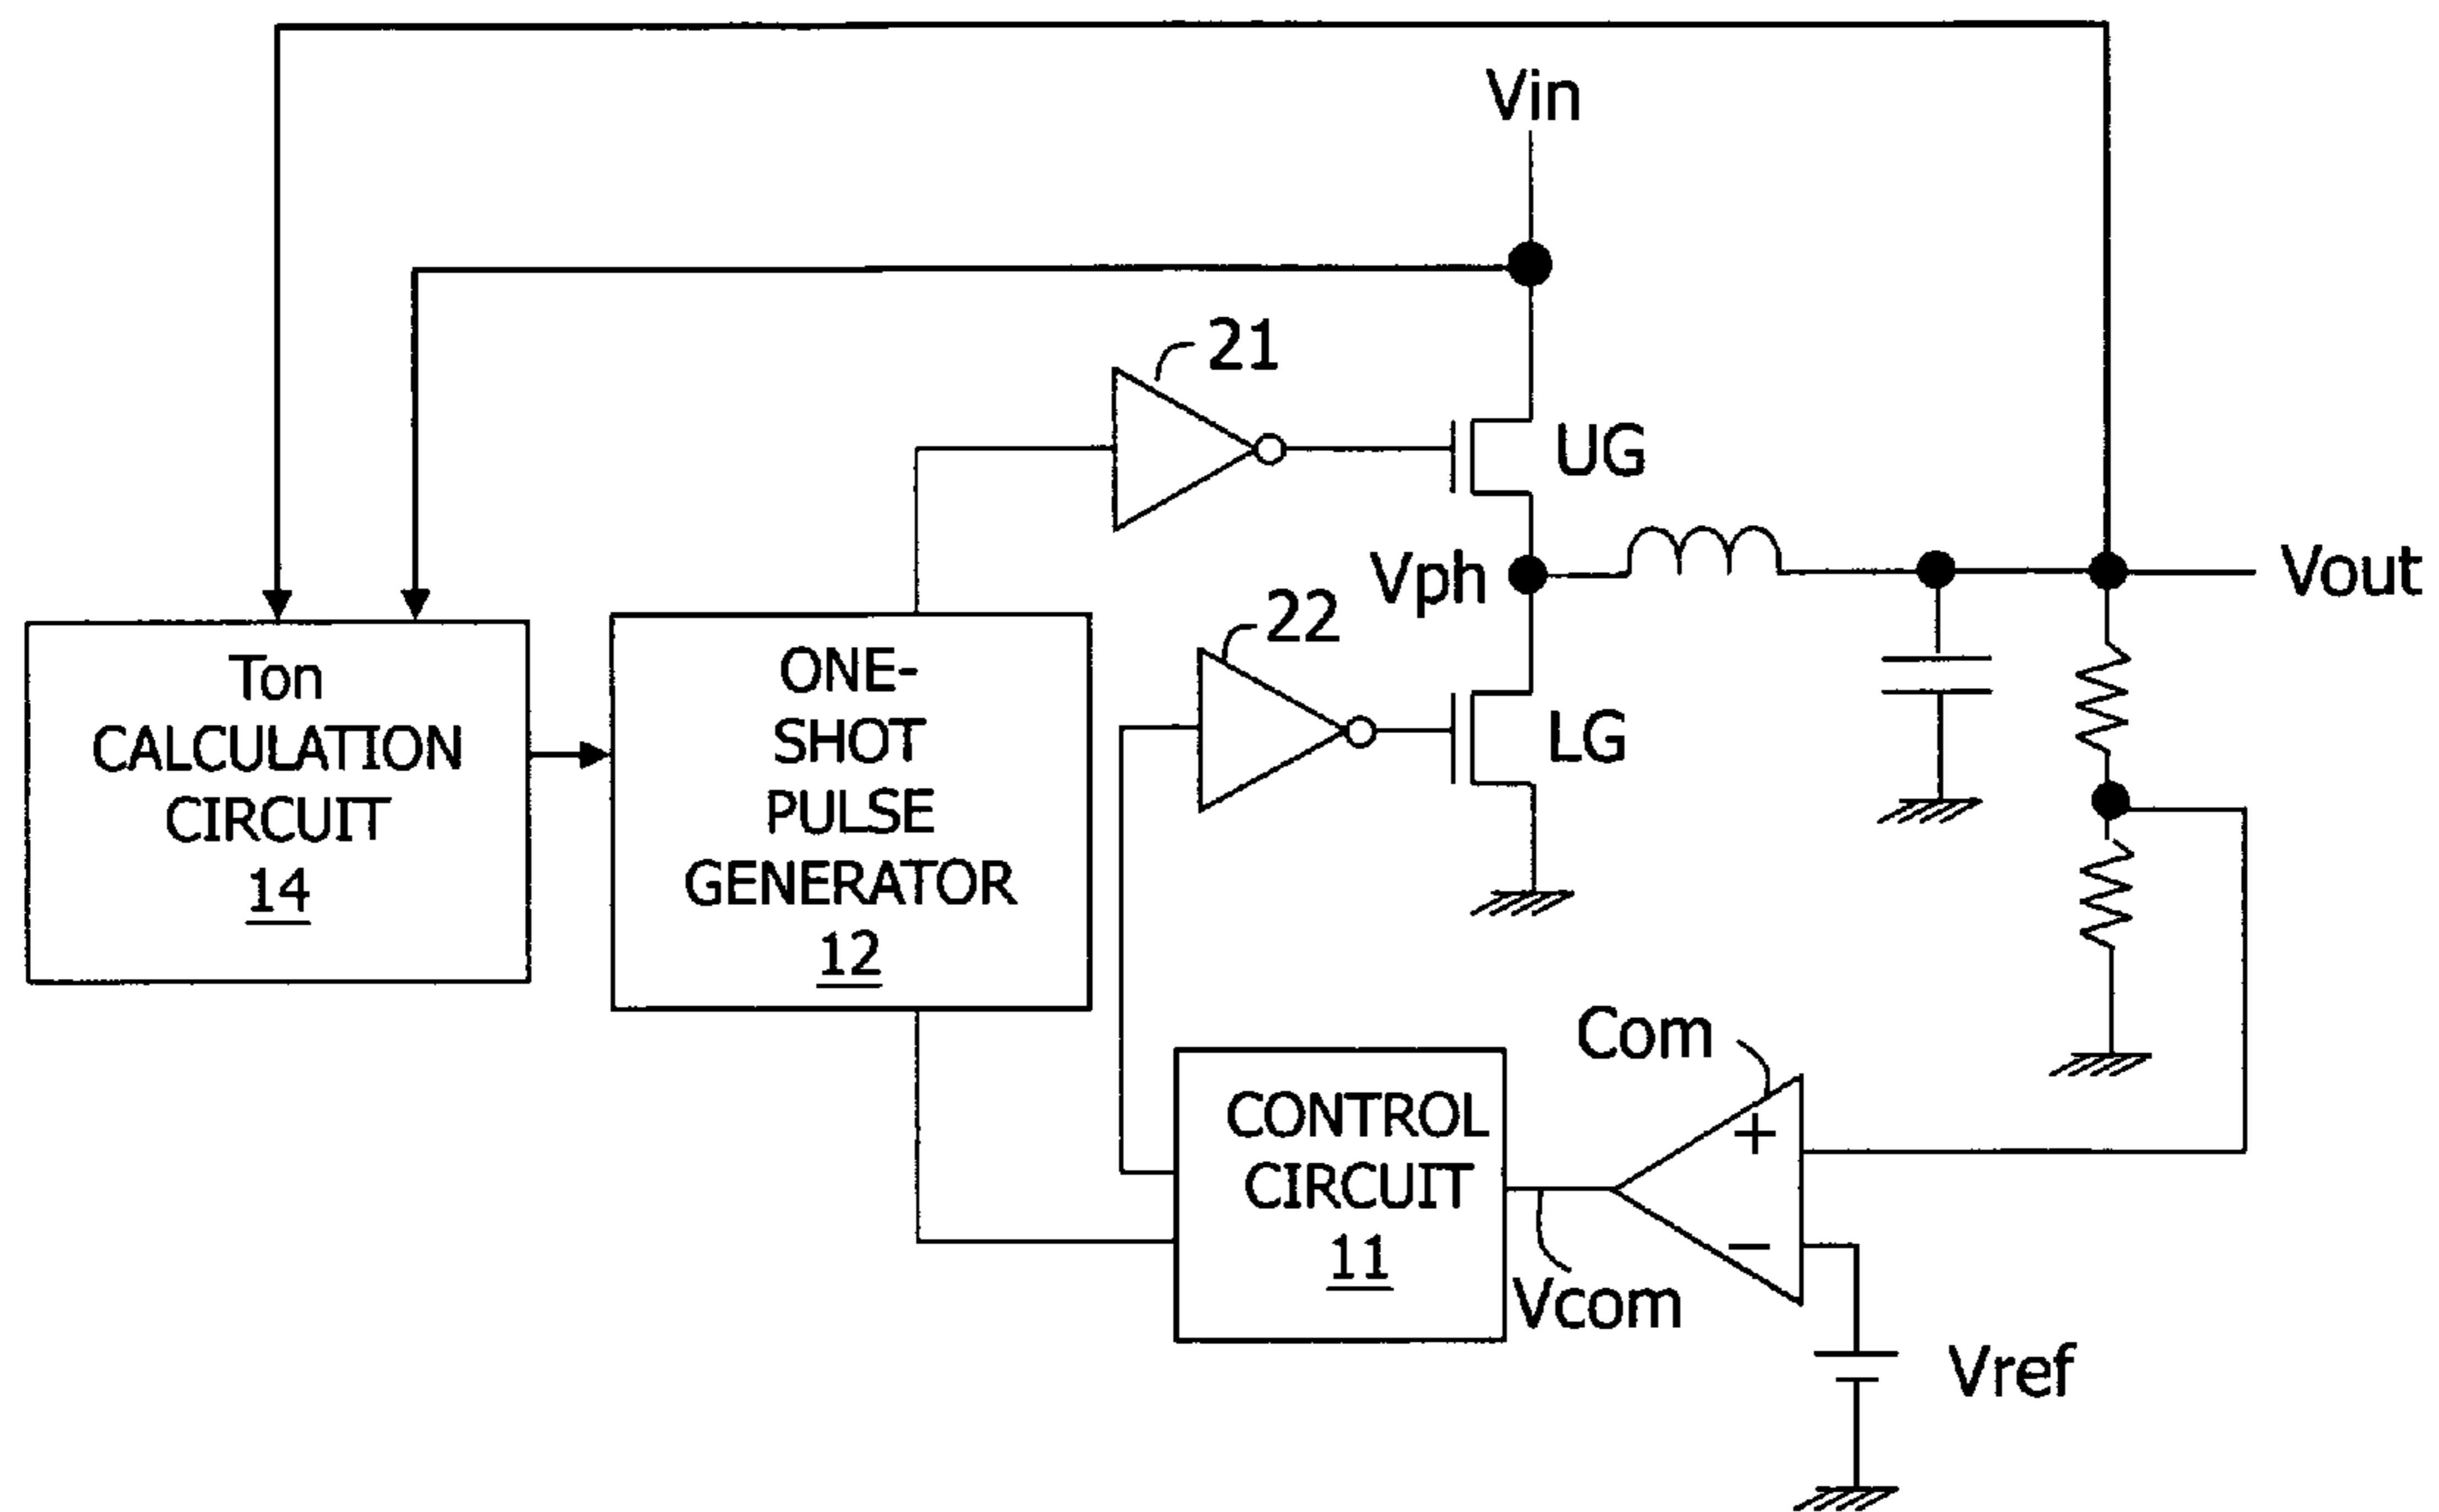 Vin
21
UG
Vph
Vout
22
LG
Ton
CALCULATION
CIRCUIT
14
ONE-
SHOT
PULSE
GENERATOR
12
CONTROL
CIRCUIT
11
Com
+
−
Vcom
Vref